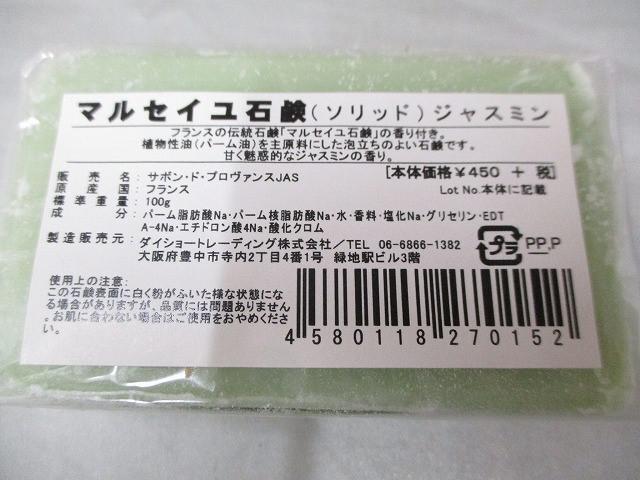 マルセイユ石鹸(ソリッド)ジャスミン
フランスの伝統石鹸「マルセイユ石鹸」の香り付き。
植物性油(パーム油)を主原料にした泡立ちのよい石鹸です。
甘く魅惑的なジャスミンの香り。
販売名:サボン・ド・プロヴァンスJAS
[本体価格¥450 + 税]
原産国:フランス
Lot No.本体に記載
標準重量:100g
成分:パーム脂肪酸Na・パーム核脂肪酸Na・水・香料・塩化Na・グリセリン・EDT
A-4Na・エチドロン酸4Na・酸化クロム
製造販売元:ダイショートレーディング株式会社/TEL 06-6866-1382
大阪府豊中市寺内2丁目4番1号 緑地駅ビル3階
プラ PP,P
使用上の注意:
この石鹸表面に白く粉がふいた様な状態にな
る場合がありますが、品質には問題ありません
。お肌に合わない場合はご使用をおやめくださ
い。
4 580118 270152